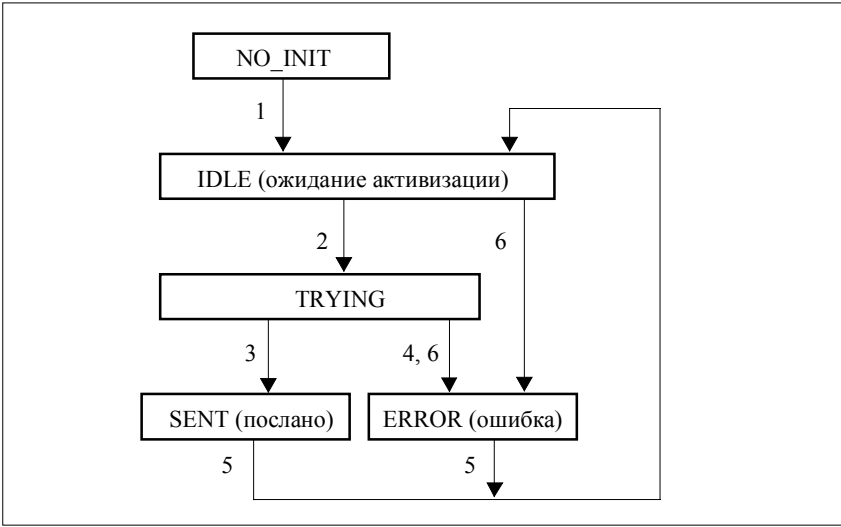 NO_INIT
1
IDLE (ожидание активизации)
2
6
TRYING
3
4, 6
SENT (послано)
ERROR (ошибка)
5
5